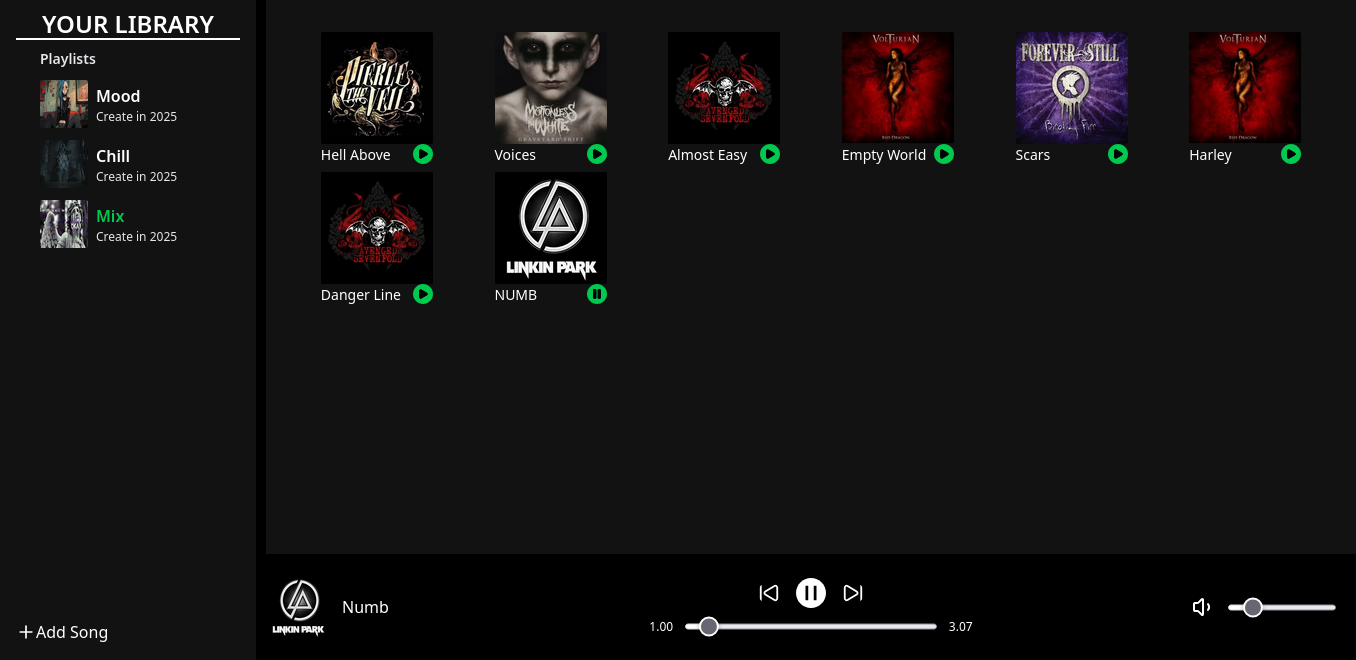 YOUR LIBRARY
Playlists
Mood
Create in 2025
Chill
Create in 2025
Mix
Create in 2025
Add Song
PIERCE
THE VEIL
MOTIONLESS
IN WHITE
GRAVEYARD SHIFT
AVENGED
SEVENFOLD
VOLTURIAN
RED DRAGON
FOREVER STILL
Breathe In
VOLTURIAN
RED DRAGON
Hell Above
Voices
Almost Easy
Empty World
Scars
Harley
AVENGED
SEVENFOLD
LINKIN PARK
Danger Line
NUMB
LINKIN PARK
Numb
1.00
3.07